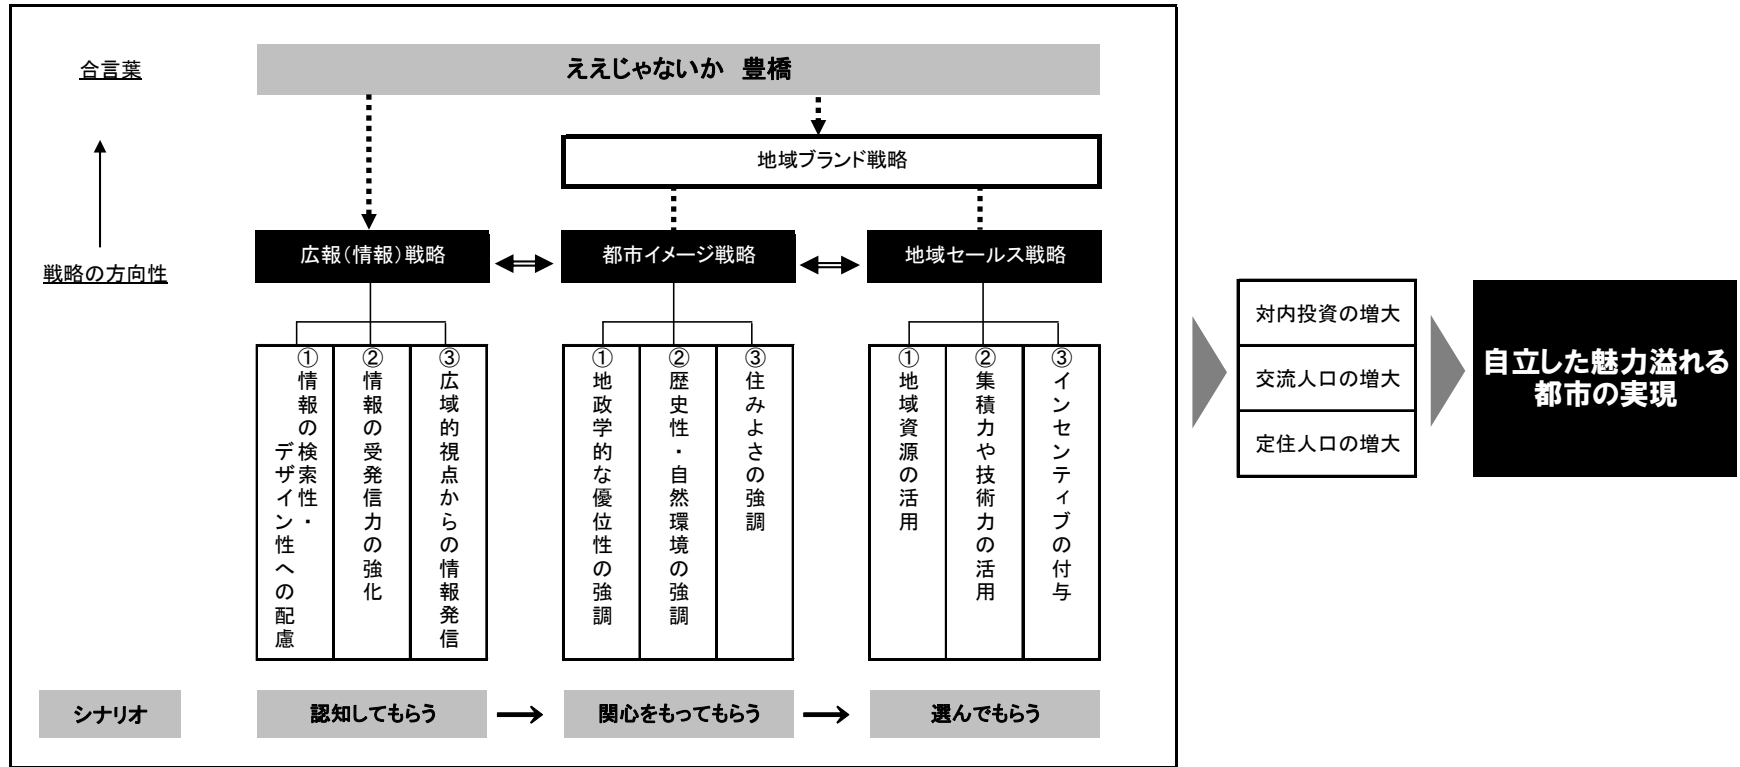 合言葉
ええじゃないか 豊橋
地域ブランド戦略
戦略の方向性
広報(情報)戦略
都市イメージ戦略
地域セールス戦略
①情報の検索性・
デザイン性への配慮
②情報の受発信力の強化
③広域的視点からの情報発信
①地政学的な優位性の強調
②歴史性・自然環境の強調
③住みよさの強調
①地域資源の活用
②集積力や技術力の活用
③インセンティブの付与
シナリオ
認知してもらう
関心をもってもらう
選んでもらう
対内投資の増大
交流人口の増大
定住人口の増大
自立した魅力溢れる
都市の実現